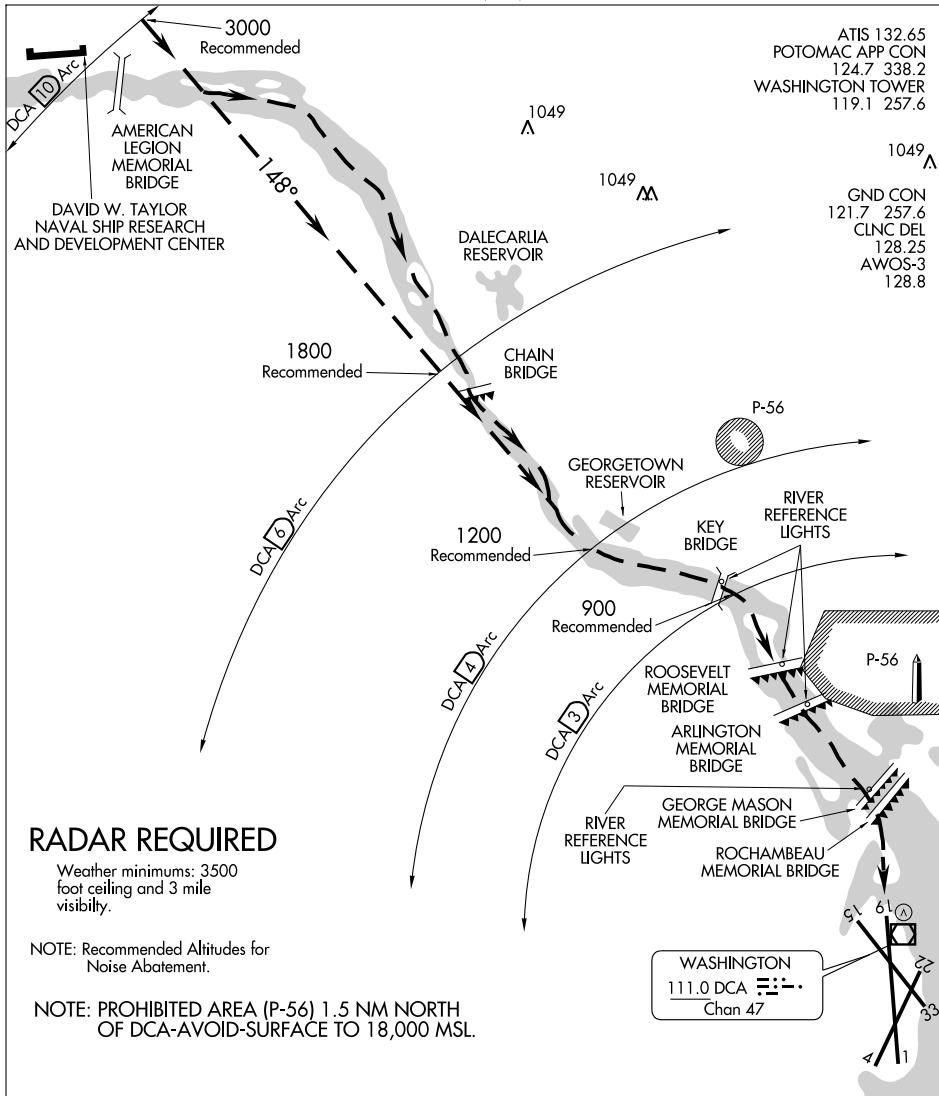 3000
Recommended
ATIS 132.65
POTOMAC APP CON
124.7 338.2
WASHINGTON TOWER
119.1 257.6
DCA 10 Arc
AMERICAN
LEGION
MEMORIAL
BRIDGE
1049
1049
1049
148°
DAVID W. TAYLOR
NAVAL SHIP RESEARCH
AND DEVELOPMENT CENTER
GND CON
121.7 257.6
CLNC DEL
128.25
AWOS-3
128.8
DALECARLIA
RESERVOIR
1800
Recommended
CHAIN
BRIDGE
P-56
GEORGETOWN
RESERVOIR
RIVER
REFERENCE
LIGHTS
DCA 6 Arc
1200
Recommended
KEY
BRIDGE
900
Recommended
DCA 4 Arc
P-56
ROOSEVELT
MEMORIAL
BRIDGE
DCA 3 Arc
ARLINGTON
MEMORIAL
BRIDGE
RIVER
REFERENCE
LIGHTS
GEORGE MASON
MEMORIAL BRIDGE
ROCHAMBEAU
MEMORIAL BRIDGE
RADAR REQUIRED
Weather minimums: 3500
foot ceiling and 3 mile
visibilty.
NOTE: Recommended Altitudes for
Noise Abatement.
NOTE: PROHIBITED AREA (P-56) 1.5 NM NORTH
OF DCA-AVOID-SURFACE TO 18,000 MSL.
15
19
22
33
4
1
WASHINGTON
111.0 DCA
Chan 47